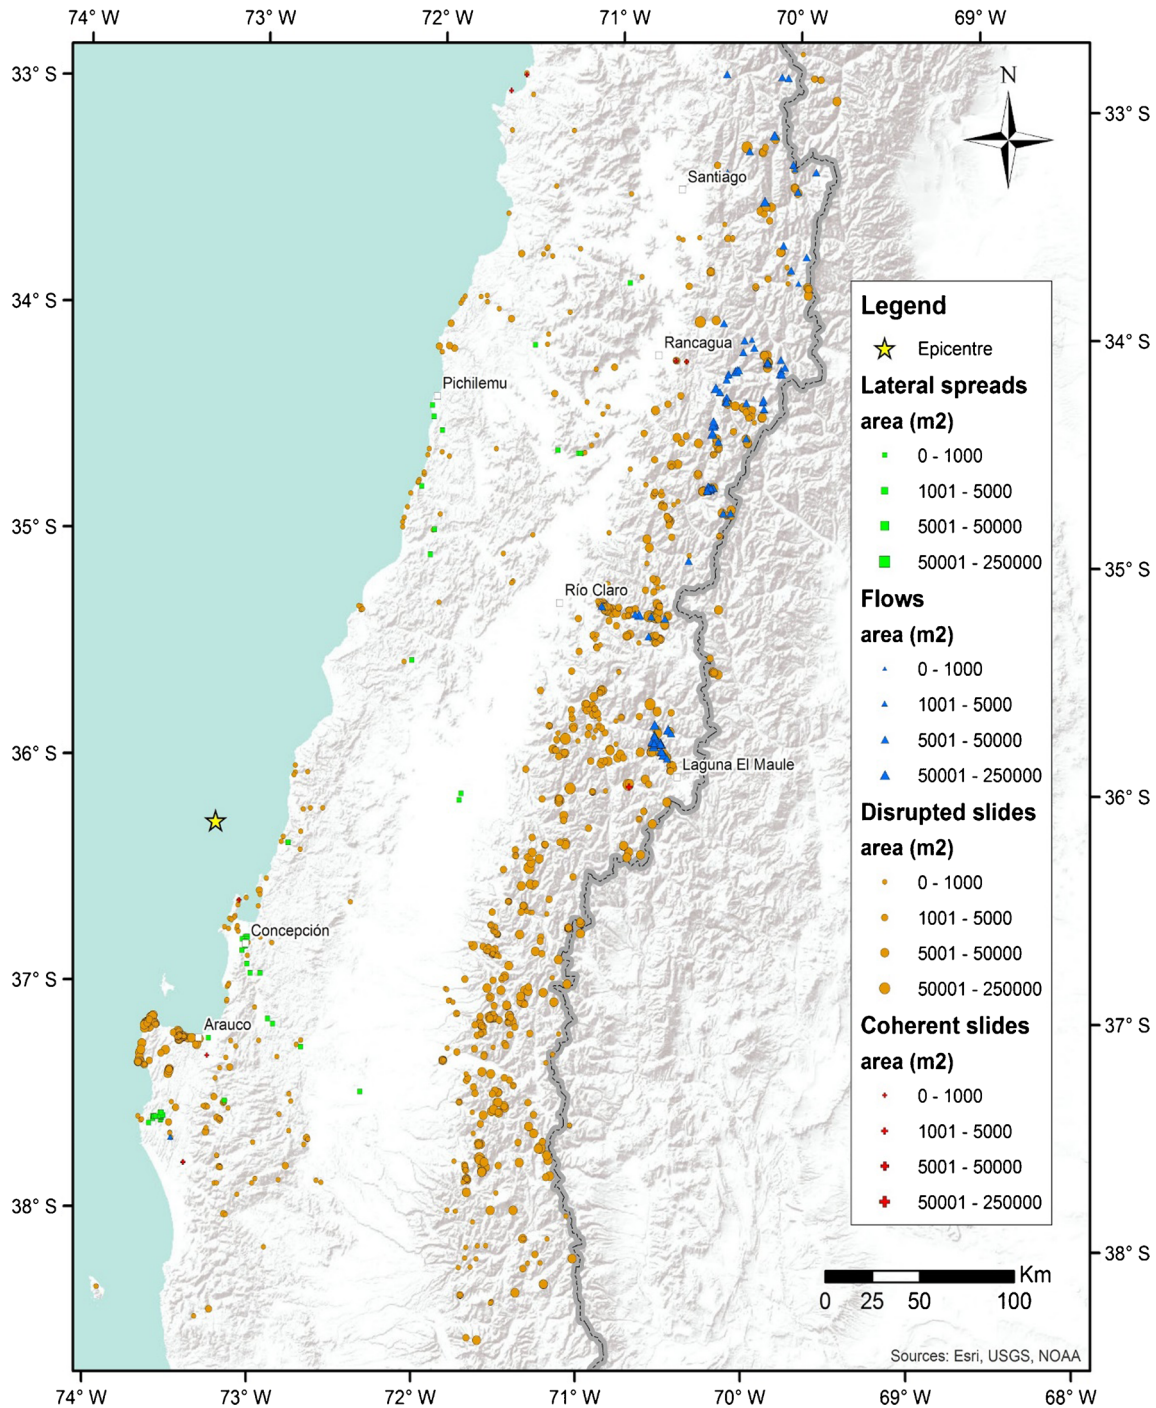 74° W 73° W 72° W 71° W 70° W 69° W
33° S
34° S
35° S
36° S
37° S
38° S
33° S
34° S
35° S
36° S
37° S
38° S
N
Santiago
Rancagua
Pichilemu
Río Claro
Laguna El Maule
Concepción
Arauco
Legend
Epicentre
Lateral spreads
area (m2)
0 - 1000
1001 - 5000
5001 - 50000
50001 - 250000
Flows
area (m2)
0 - 1000
1001 - 5000
5001 - 50000
50001 - 250000
Disrupted slides
area (m2)
0 - 1000
1001 - 5000
5001 - 50000
50001 - 250000
Coherent slides
area (m2)
0 - 1000
1001 - 5000
5001 - 50000
50001 - 250000
Km
0 25 50 100
Sources: Esri, USGS, NOAA
74° W 73° W 72° W 71° W 70° W 69° W 68° W